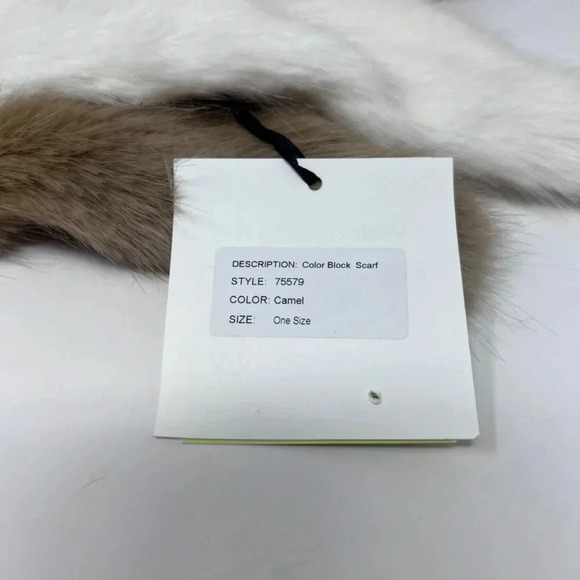 DESCRIPTION: Color Block Scarf
STYLE: 75579
COLOR: Camel
SIZE: One Size